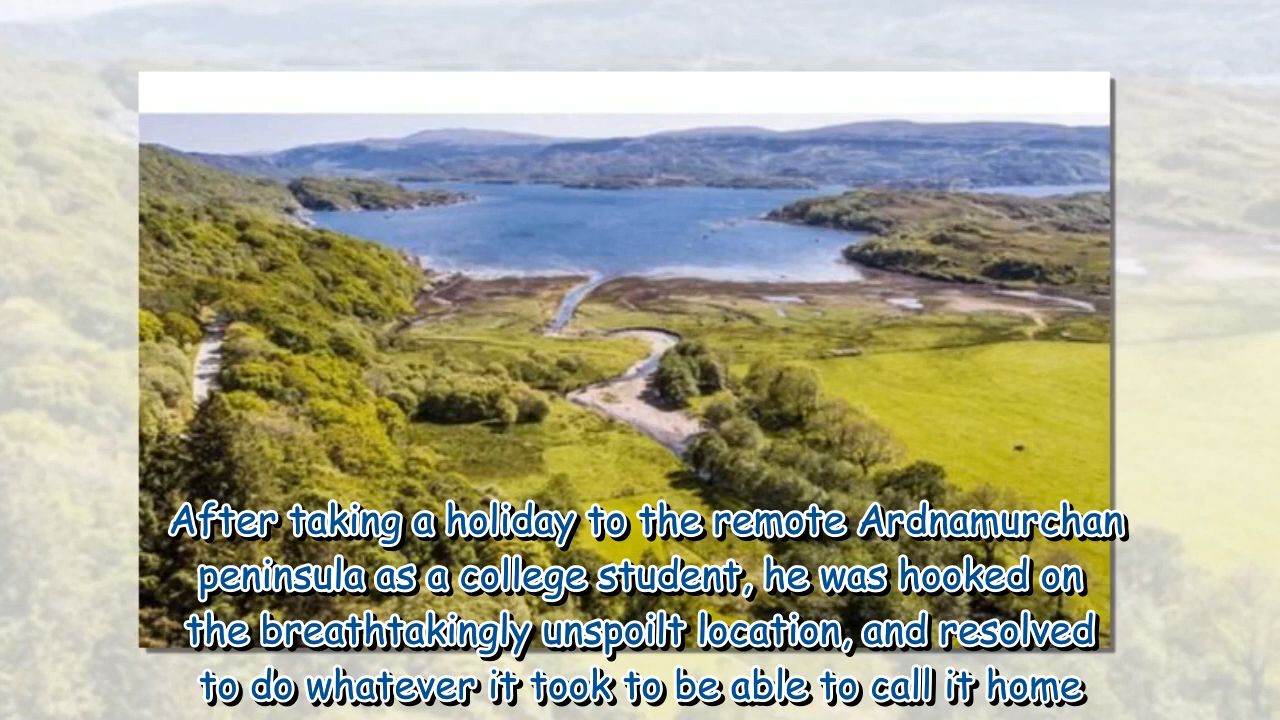 After taking a holiday to the remote Ardnamurchan
peninsula as a college student, he was hooked on
the breathtakingly unspoilt location, and resolved
to do whatever it took to be able to call it home